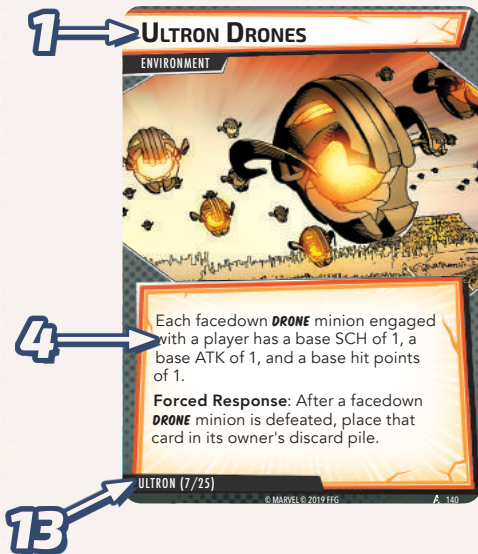 1
ULTRON DRONES
ENVIRONMENT
4
Each facedown DRONE minion engaged
with a player has a base SCH of 1, a
base ATK of 1, and a base hit points
of 1.
Forced Response: After a facedown
DRONE minion is defeated, place that
card in its owner's discard pile.
13
ULTRON (7/25)
© MARVEL © 2019 FFG
140